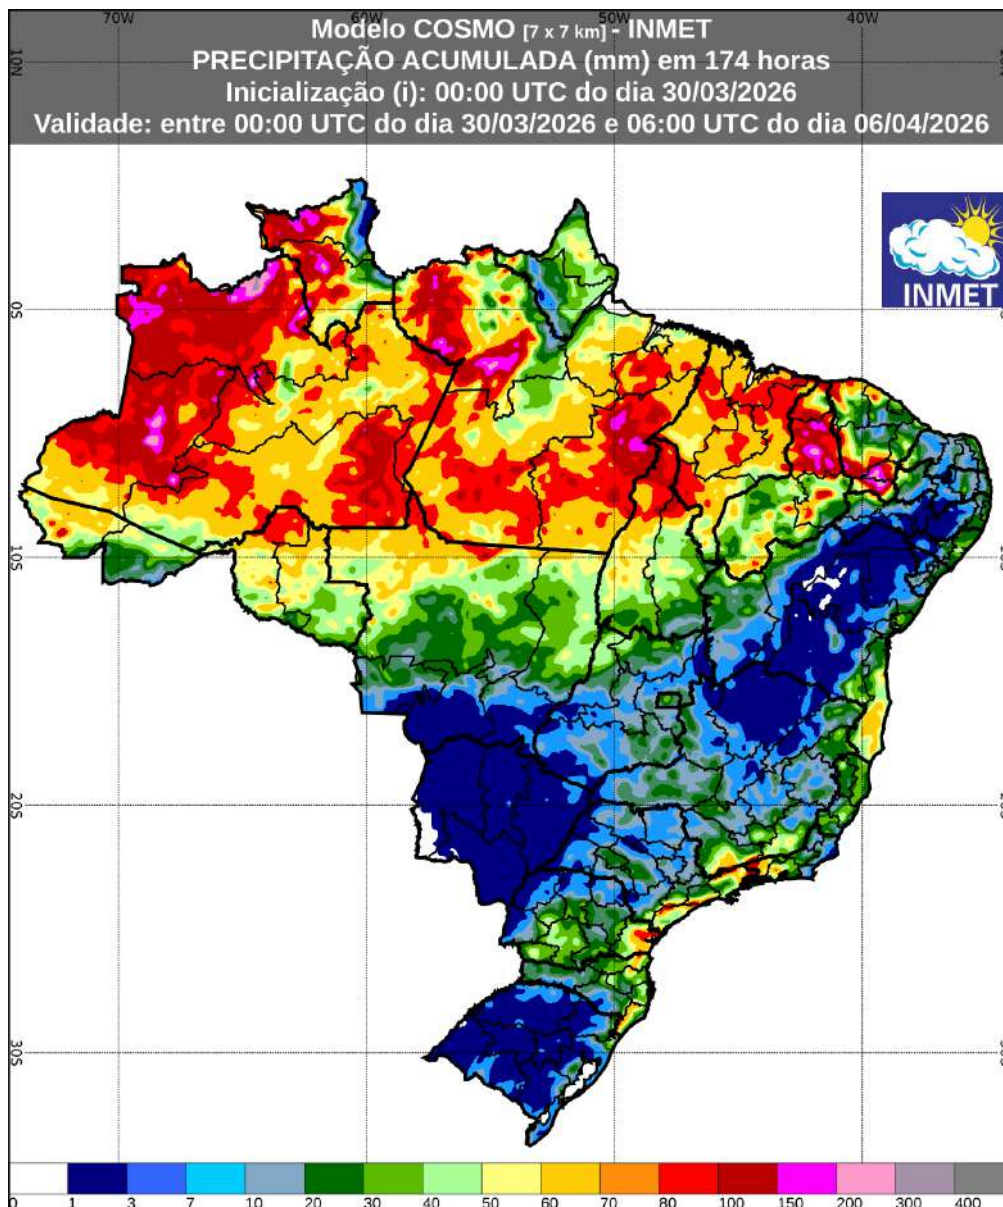 70W 60W 50W 40W
Modelo COSMO [7 x 7 km] - INMET
PRECIPITAÇÃO ACUMULADA (mm) em 174 horas
Inicialização (i): 00:00 UTC do dia 30/03/2026
Validade: entre 00:00 UTC do dia 30/03/2026 e 06:00 UTC do dia 06/04/2026
10N
INMET
0S
10S
20S
30S
0 1 3 7 10 20 30 40 50 60 70 80 100 150 200 300 400